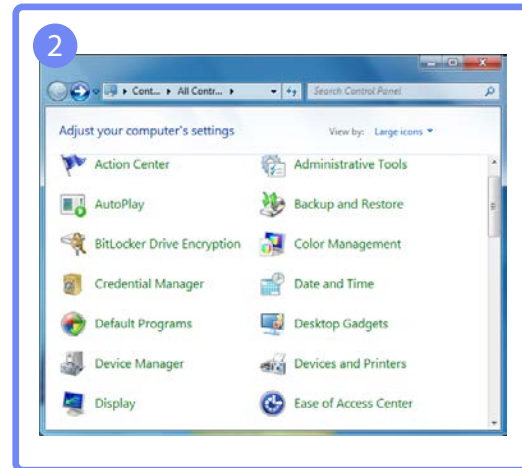 2
Cont... All Contr... Search Control Panel
Adjust your computer's settings View by: Large icons
Action Center Administrative Tools
AutoPlay Backup and Restore
BitLocker Drive Encryption Color Management
Credential Manager Date and Time
Default Programs Desktop Gadgets
Device Manager Devices and Printers
Display Ease of Access Center